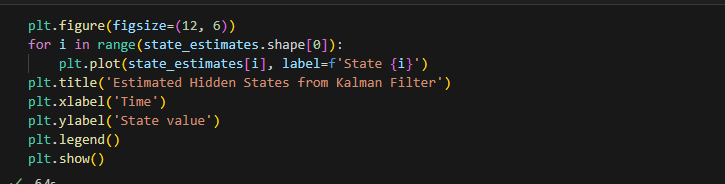 plt.figure(figsize=(12, 6))
for i in range(state_estimates.shape[0]):
    plt.plot(state_estimates[i], label=f'State {i}')
plt.title('Estimated Hidden States from Kalman Filter')
plt.xlabel('Time')
plt.ylabel('State value')
plt.legend()
plt.show()